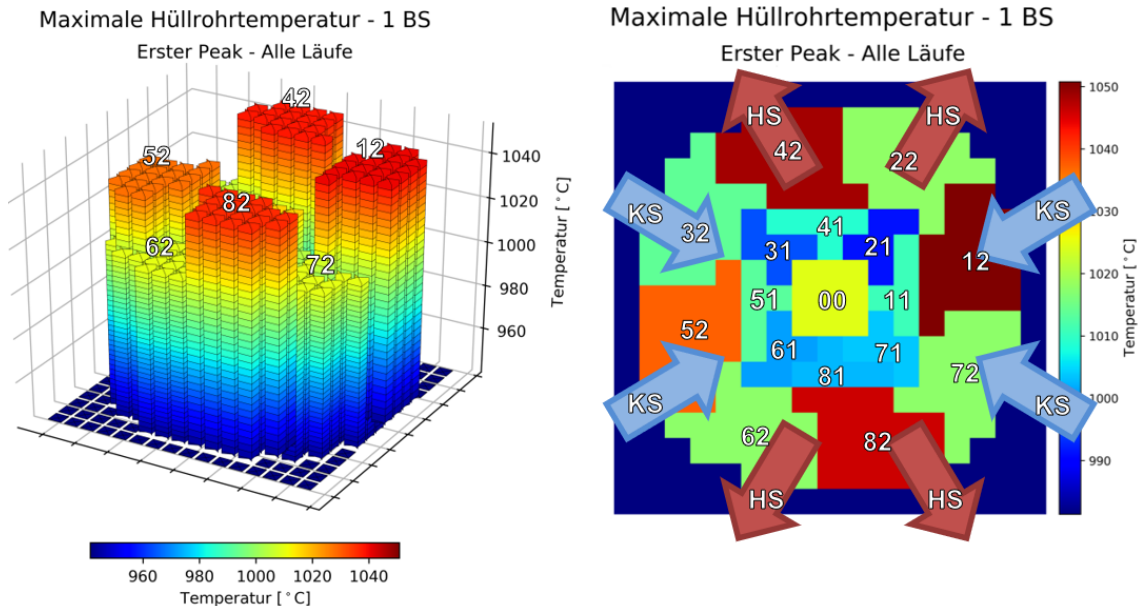 Maximale Hüllrohrtemperatur - 1 BS
Erster Peak - Alle Läufe
42
52
12
82
62
72
1040
1020
1000
980
960
Temperatur [°C]
960 980 1000 1020 1040
Temperatur [°C]
Maximale Hüllrohrtemperatur - 1 BS
Erster Peak - Alle Läufe
HS HS
42 22
KS KS
32 41 21 12
31
51 00 11
52
61 71
81 72
KS KS
62 82
HS HS
1050
1040
1030
1020
1010
1000
990
Temperatur [°C]